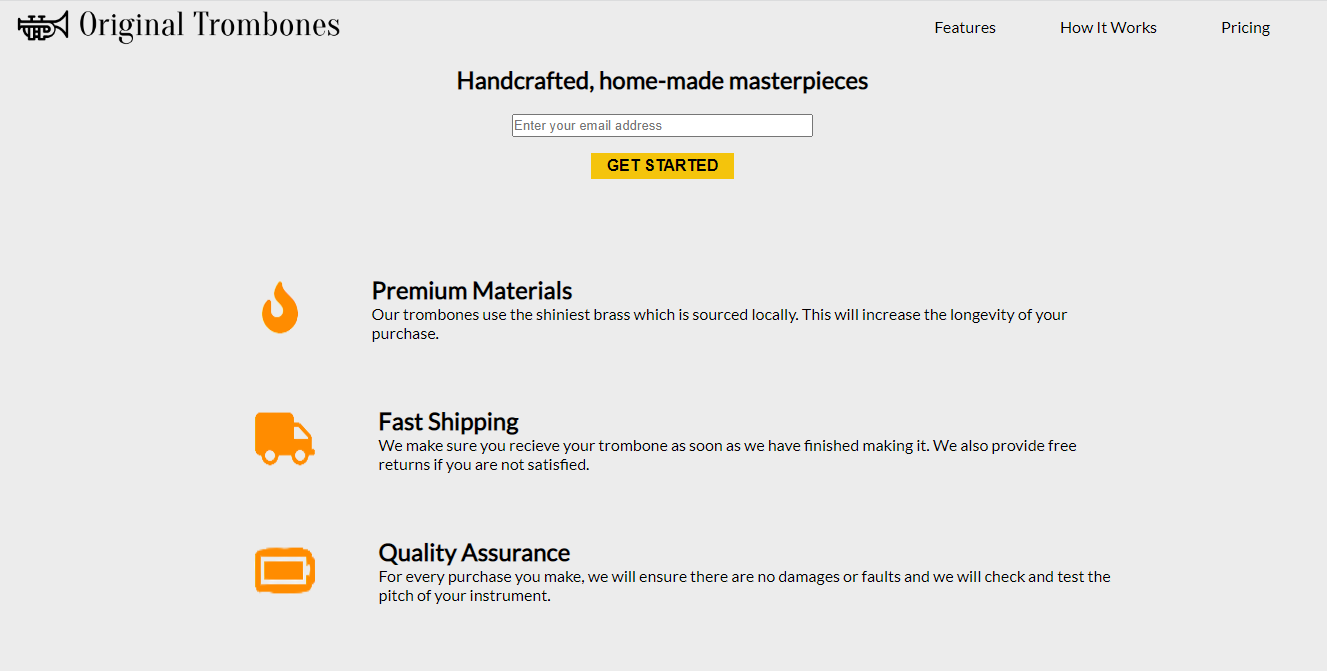 Original Trombones
Features
How It Works
Pricing
Handcrafted, home-made masterpieces
Enter your email address
GET STARTED
Premium Materials
Our trombones use the shiniest brass which is sourced locally. This will increase the longevity of your
purchase.
Fast Shipping
We make sure you recieve your trombone as soon as we have finished making it. We also provide free
returns if you are not satisfied.
Quality Assurance
For every purchase you make, we will ensure there are no damages or faults and we will check and test the
pitch of your instrument.